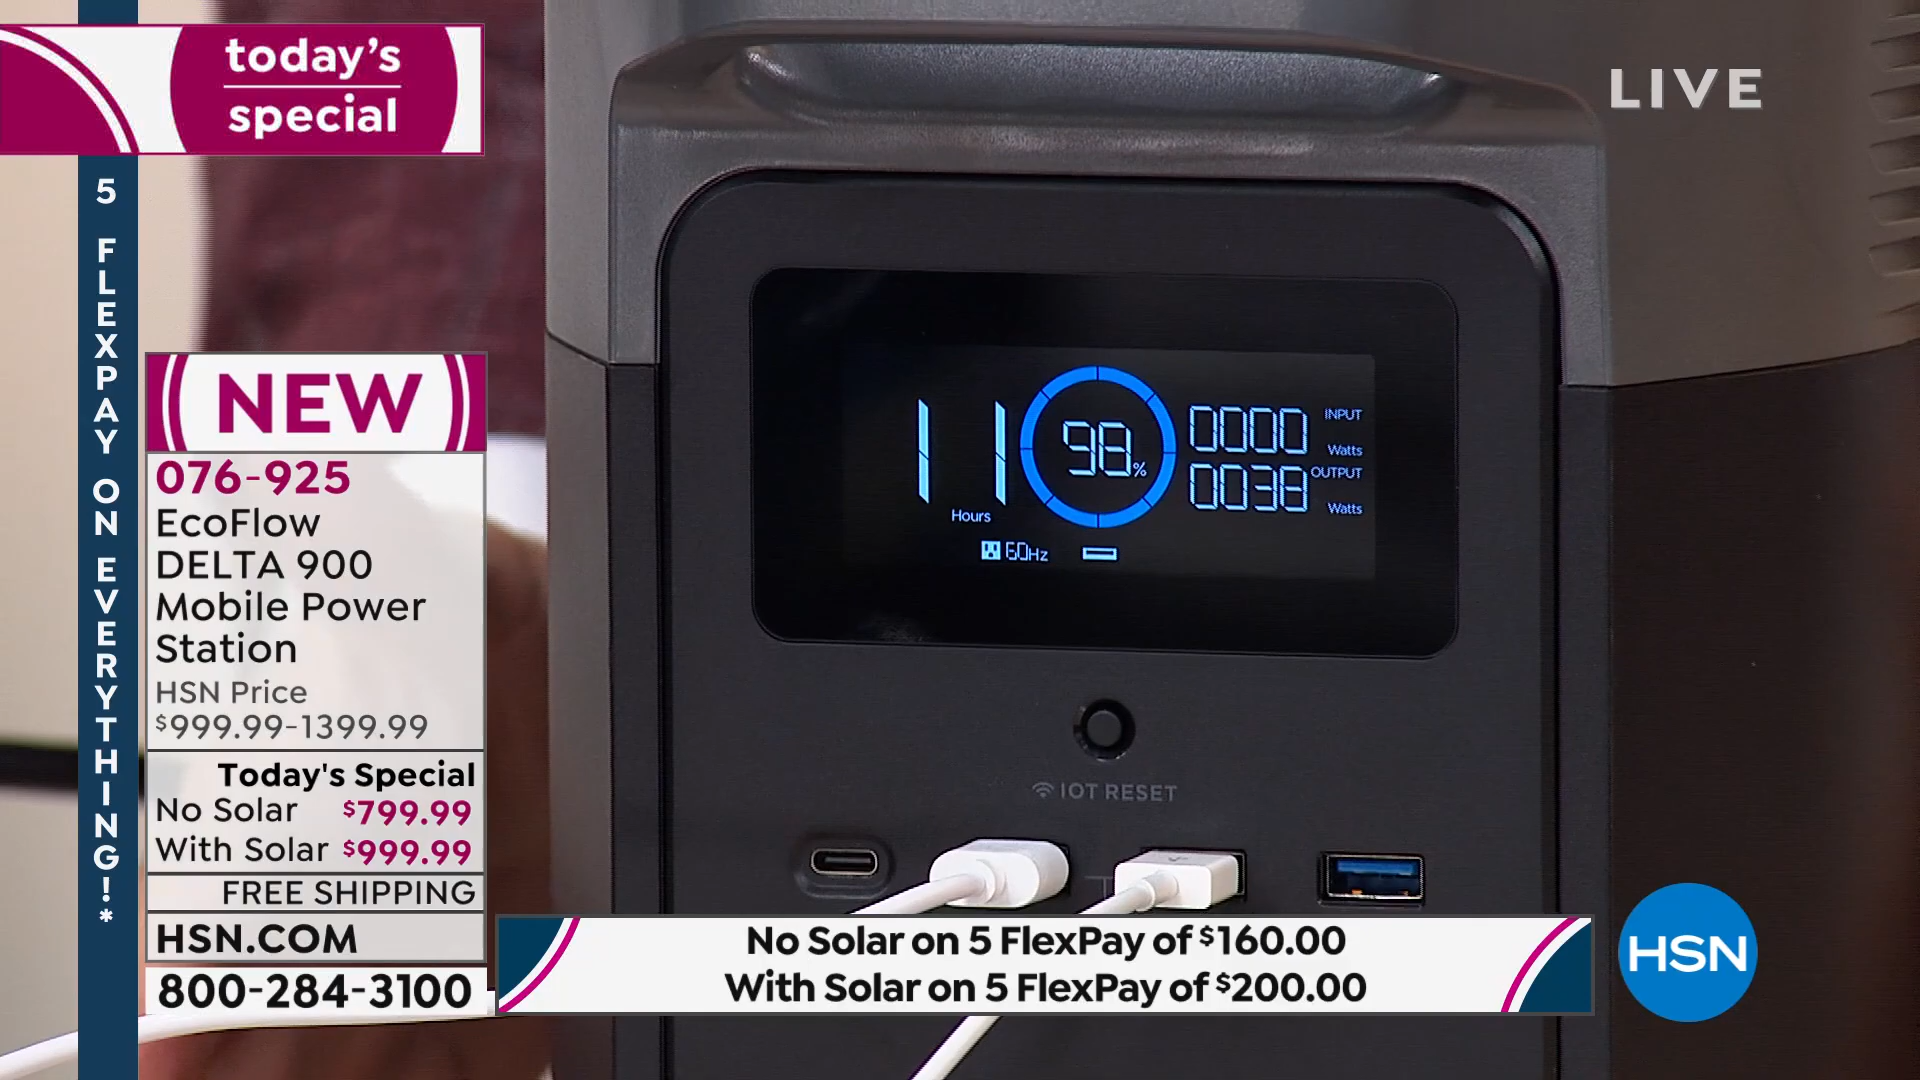 today's
special
LIVE
5 FLEXPAY ON EVERYTHING!*
NEW
076-925
EcoFlow
DELTA 900
Mobile Power
Station
HSN Price
$999.99-1399.99
Today's Special
No Solar $799.99
With Solar $999.99
FREE SHIPPING
HSN.COM
800-284-3100
11
Hours
98%
0000 INPUT
Watts
0038 OUTPUT
Watts
60Hz
IOT RESET
No Solar on 5 FlexPay of $160.00
With Solar on 5 FlexPay of $200.00
HSN